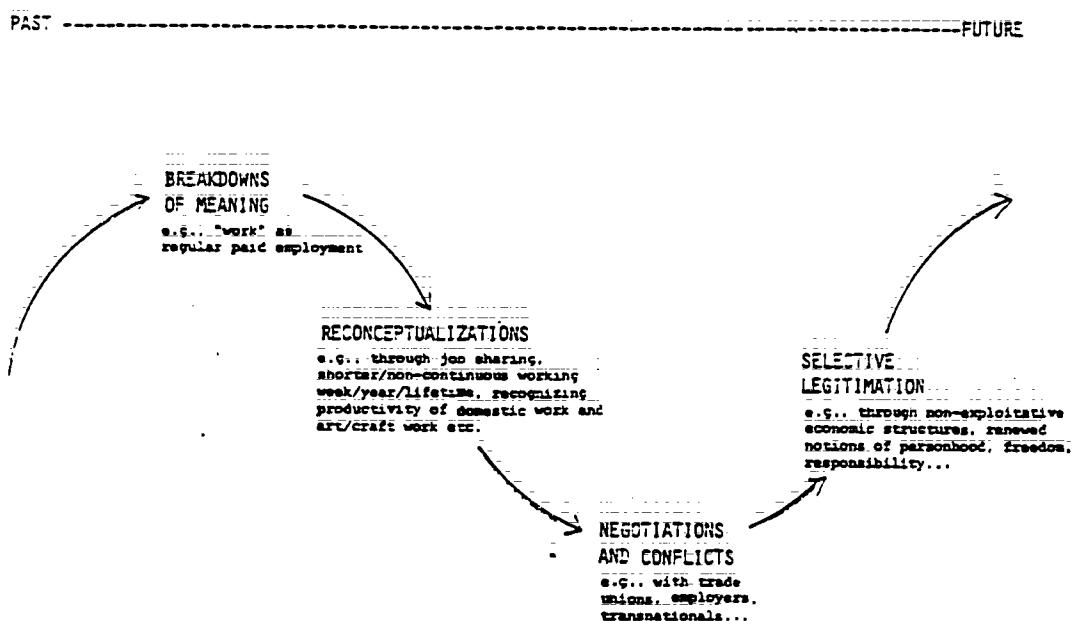 PAST FUTURE
BREAKDOWNS
OF MEANING
e.g., "work" as
regular paid employment
RECONCEPTUALIZATIONS
e.g., through job sharing,
shorter/non-continuous working
week/year/lifetime, recognizing
productivity of domestic work and
art/craft work etc.
NEGOTIATIONS
AND CONFLICTS
e.g., with trade
unions, employers,
transnationals...
SELECTIVE
LEGITIMATION
e.g., through non-exploitative
economic structures, renewed
notions of personhood, freedom,
responsibility...